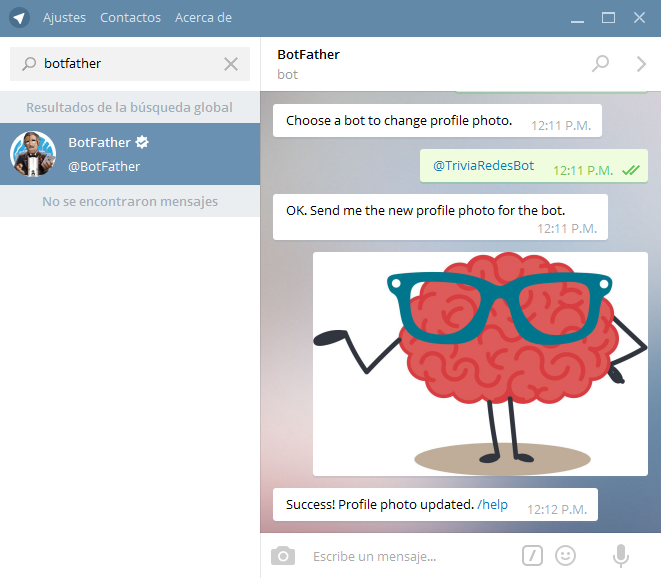 Ajustes Contactos Acerca de
botfather
Resultados de la búsqueda global
BotFather
@BotFather
No se encontraron mensajes
BotFather
bot
Choose a bot to change profile photo. 12:11 P.M.
@TriviaRedesBot 12:11 P.M.
OK. Send me the new profile photo for the bot.
12:11 P.M.
Success! Profile photo updated. /help 12:12 P.M.
Escribe un mensaje...